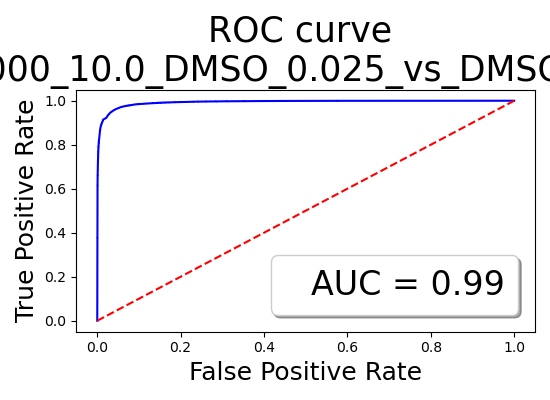 ROC curve
000_10.0_DMSO_0.025_vs_DMSO
True Positive Rate
1.0
0.8
0.6
0.4
0.2
0.0
AUC = 0.99
0.0 0.2 0.4 0.6 0.8 1.0
False Positive Rate